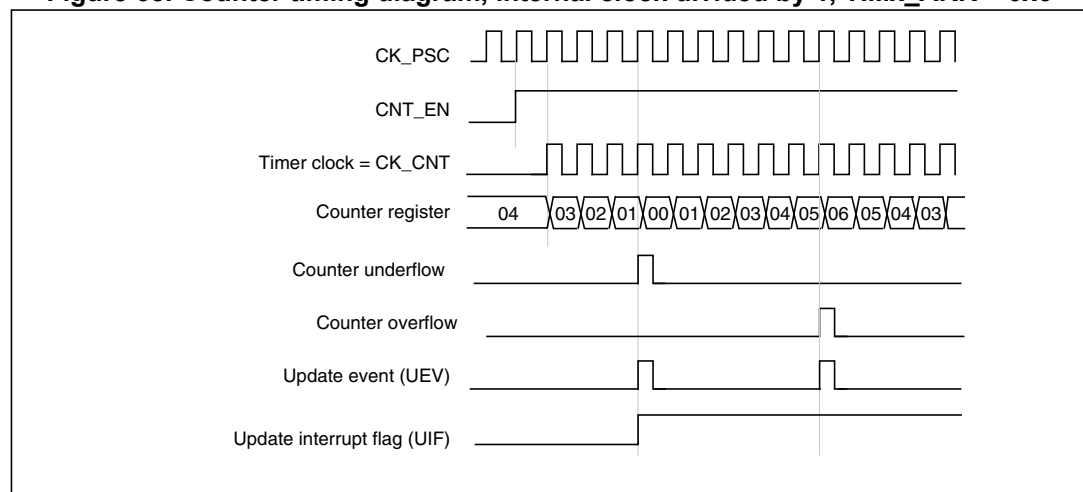 CK_PSC
CNT_EN
Timer clock = CK_CNT
Counter register 04 03 02 01 00 01 02 03 04 05 06 05 04 03
Counter underflow
Counter overflow
Update event (UEV)
Update interrupt flag (UIF)